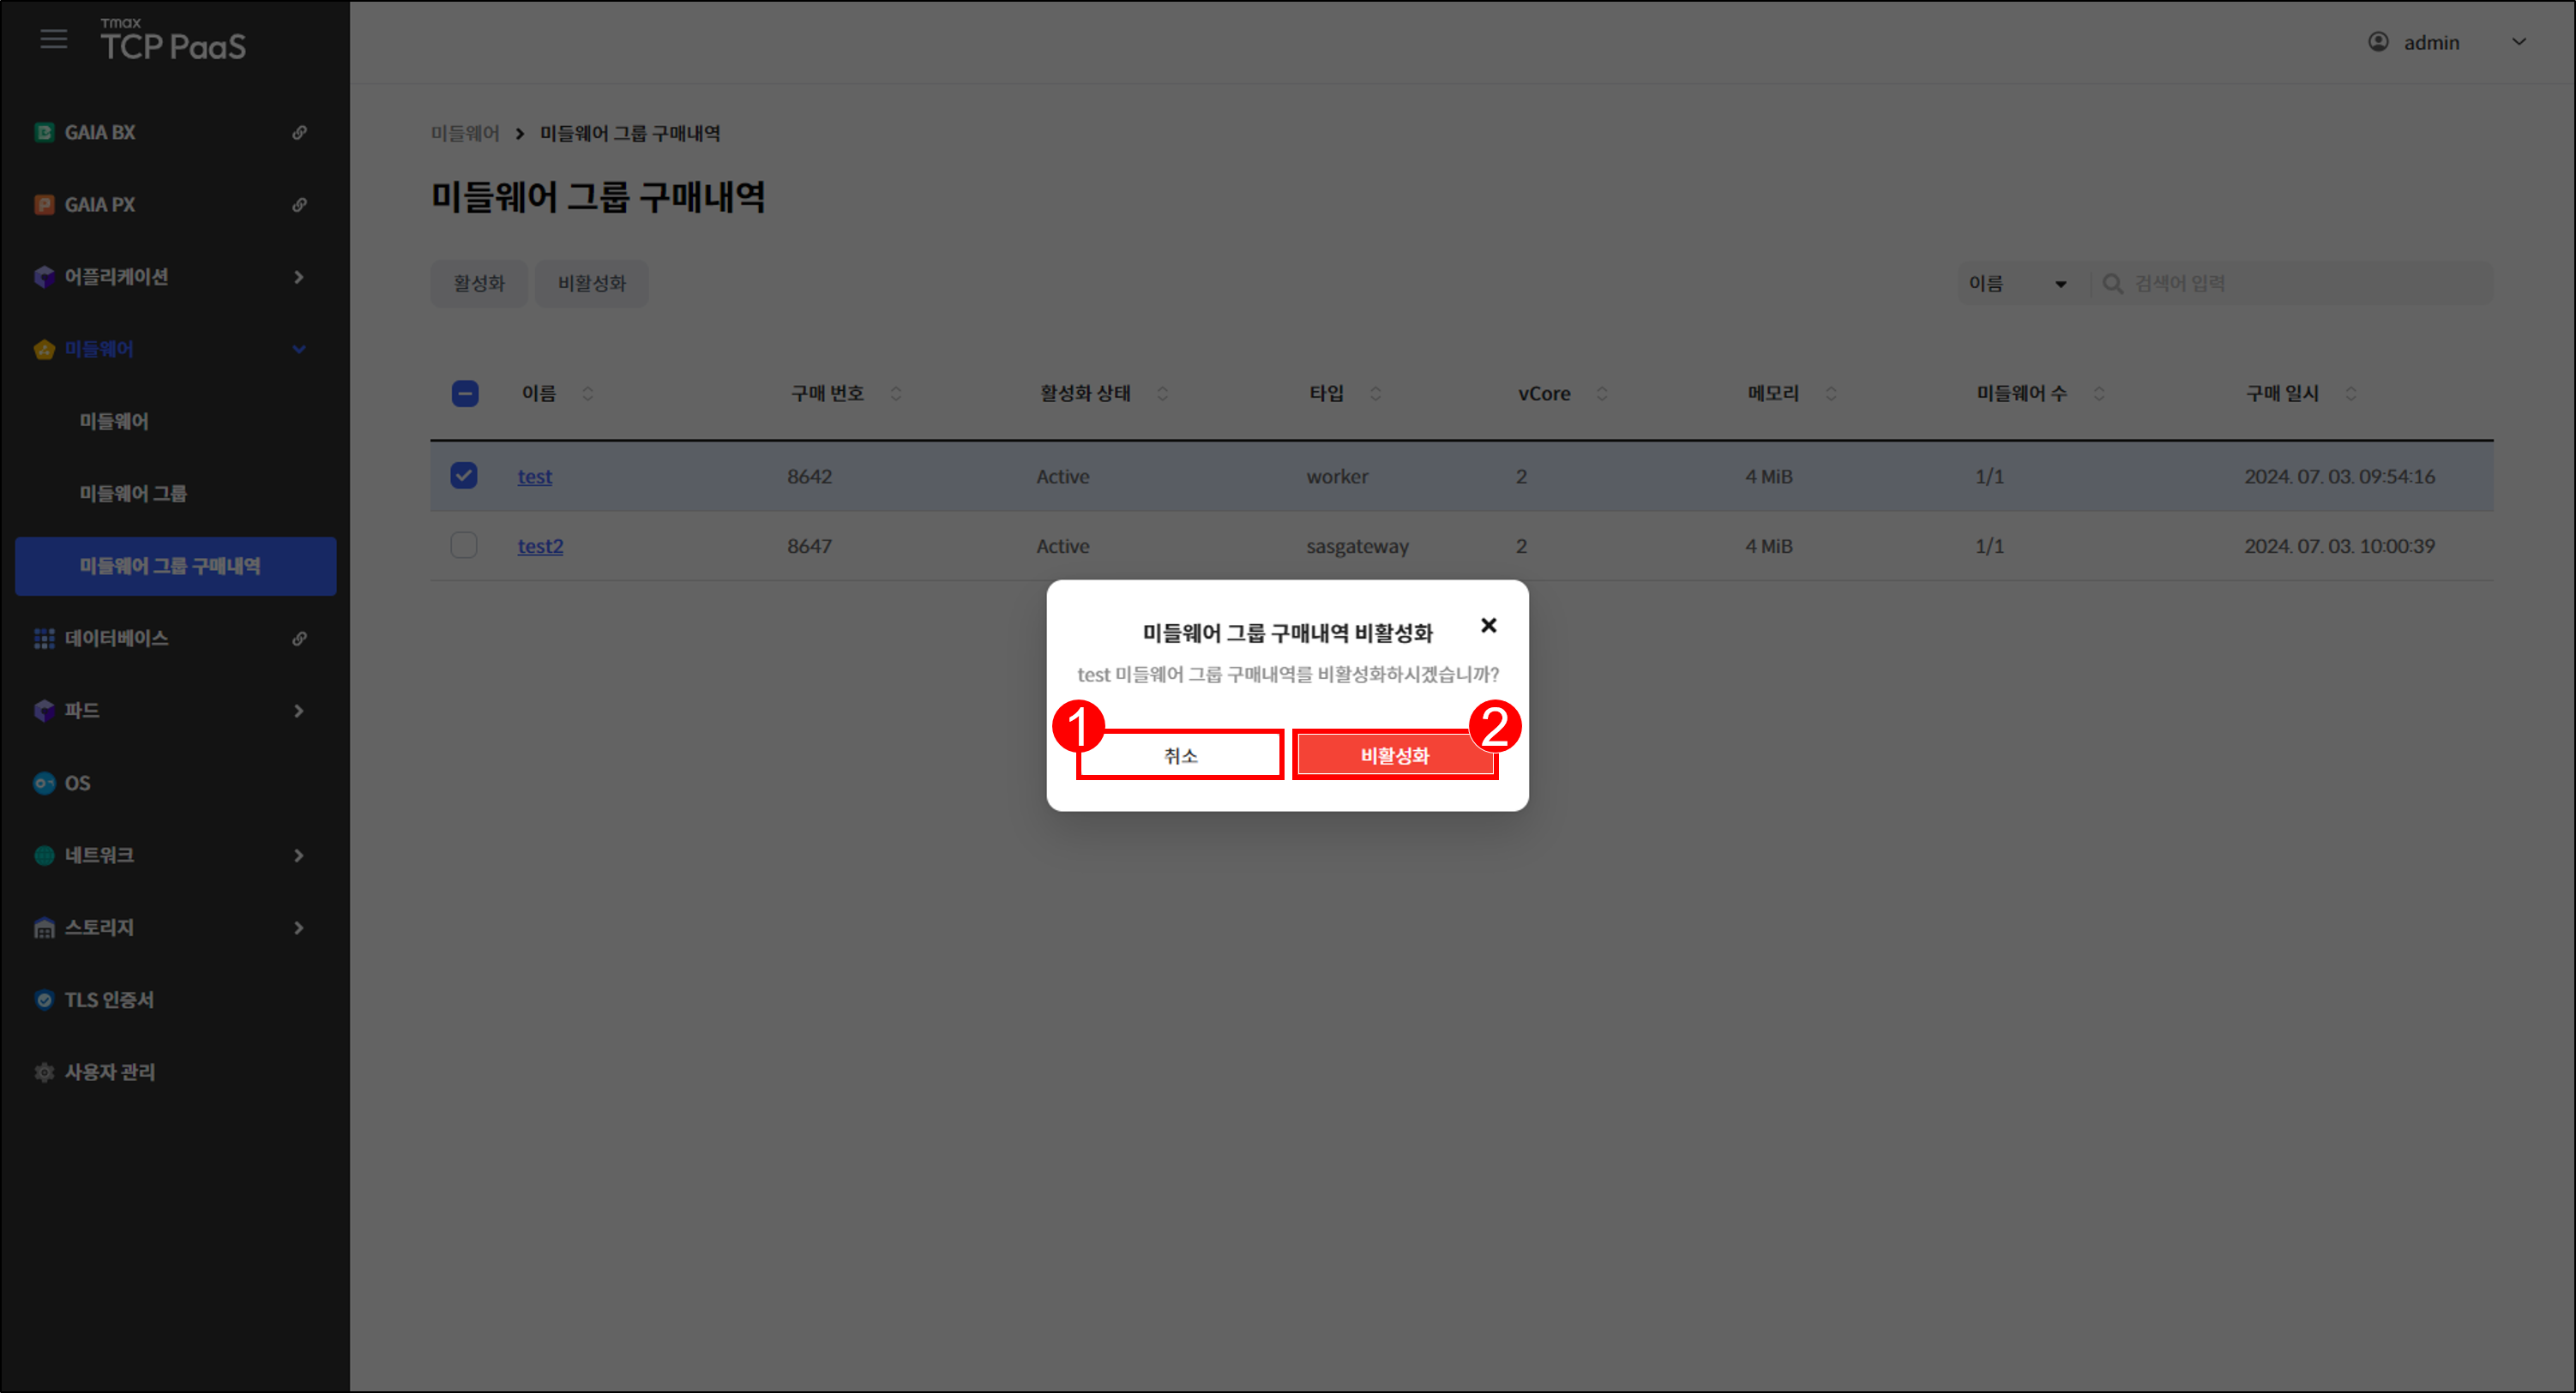 Tmax
TCP PaaS
admin
GAIA BX
GAIA PX
어플리케이션
미들웨어
미들웨어
미들웨어 그룹
미들웨어 그룹 구매내역
데이터베이스
파드
OS
네트워크
스토리지
TLS 인증서
사용자 관리
미들웨어 > 미들웨어 그룹 구매내역
미들웨어 그룹 구매내역
활성화 비활성화 이름 검색어 입력
이름 구매 번호 활성화 상태 타입 vCore 메모리 미들웨어 수 구매 일시
test 8642 Active worker 2 4 MiB 1/1 2024. 07. 03. 09:54:16
test2 8647 Active sasgateway 2 4 MiB 1/1 2024. 07. 03. 10:00:39
미들웨어 그룹 구매내역 비활성화
test 미들웨어 그룹 구매내역를 비활성화하시겠습니까?
1 2
취소 비활성화